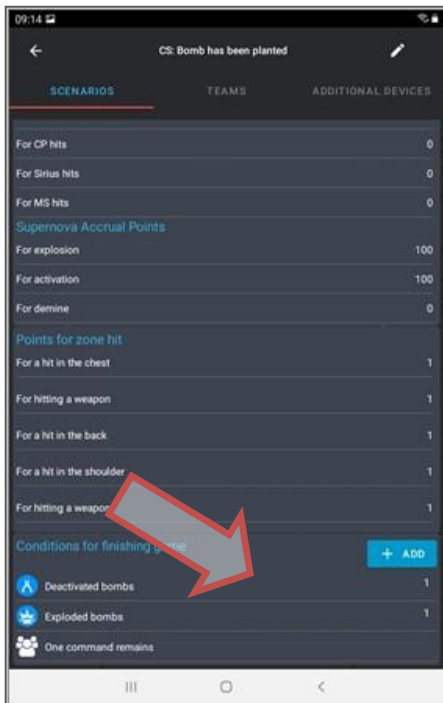 09:14
CS: Bomb has been planted
SCENARIOS TEAMS ADDITIONAL DEVICES
For CP hits 0
For Sirius hits 0
For MS hits 0
Supernova Accrual Points
For explosion 100
For activation 100
For demine 0
Points for zone hit
For a hit in the chest 1
For hitting a weapon 1
For a hit in the back 1
For a hit in the shoulder 1
For hitting a weapon 1
Conditions for finishing game
+ ADD
Deactivated bombs 1
Exploded bombs 1
One command remains